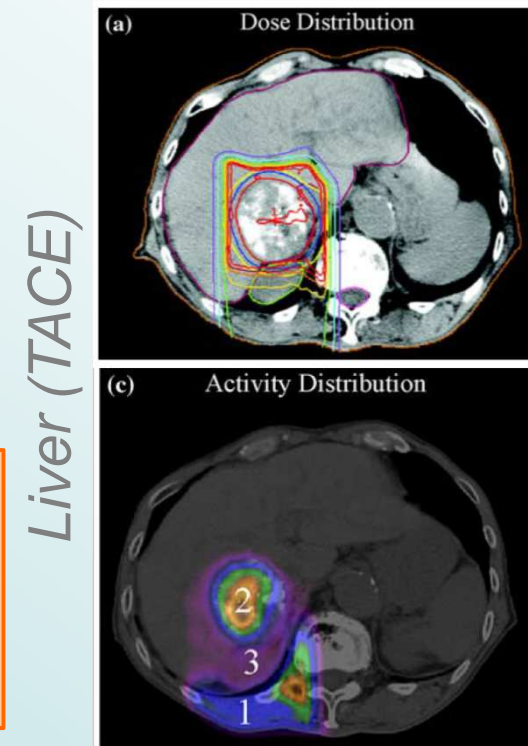 Liver (TACE)
(a) Dose Distribution
(c) Activity Distribution
2
3
1